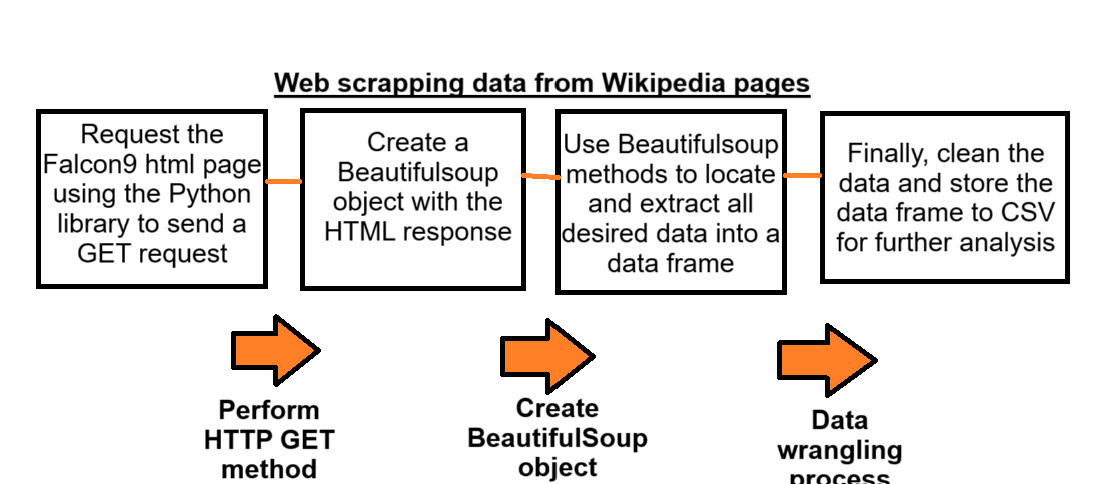 Web scrapping data from Wikipedia pages
Request the
Falcon9 html page
using the Python
library to send a
GET request
Create a
Beautifulsoup
object with the
HTML response
Use Beautifulsoup
methods to locate
and extract all
desired data into a
data frame
Finally, clean the
data and store the
data frame to CSV
for further analysis
Perform
HTTP GET
method
Create
BeautifulSoup
object
Data
wrangling
process